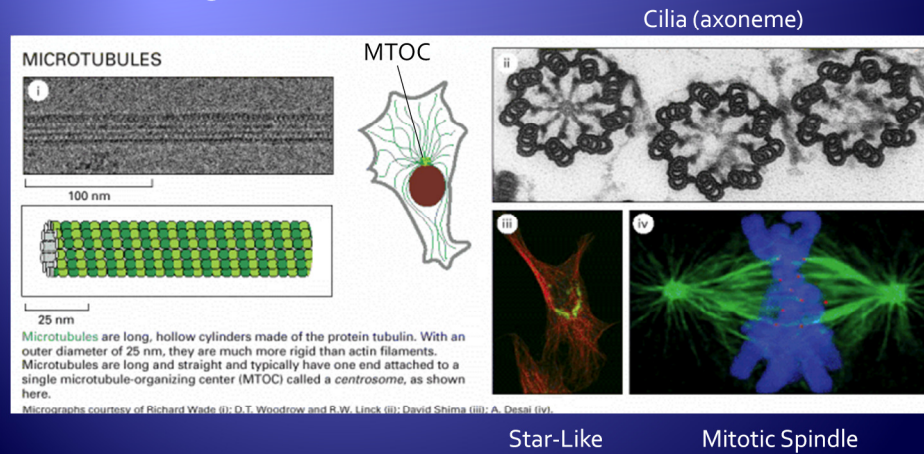 Cilia (axoneme)
MICROTUBULES
MTOC
i
ii
100 nm
iii
iv
25 nm
Microtubules are long, hollow cylinders made of the protein tubulin. With an
outer diameter of 25 nm, they are much more rigid than actin filaments.
Microtubules are long and straight and typically have one end attached to a
single microtubule-organizing center (MTOC) called a centrosome, as shown
here.
Micrographs courtesy of Richard Wade (i); D.T. Woodrow and R.W. Linck (ii); David Shima (iii); A. Desai (iv).
Star-Like
Mitotic Spindle